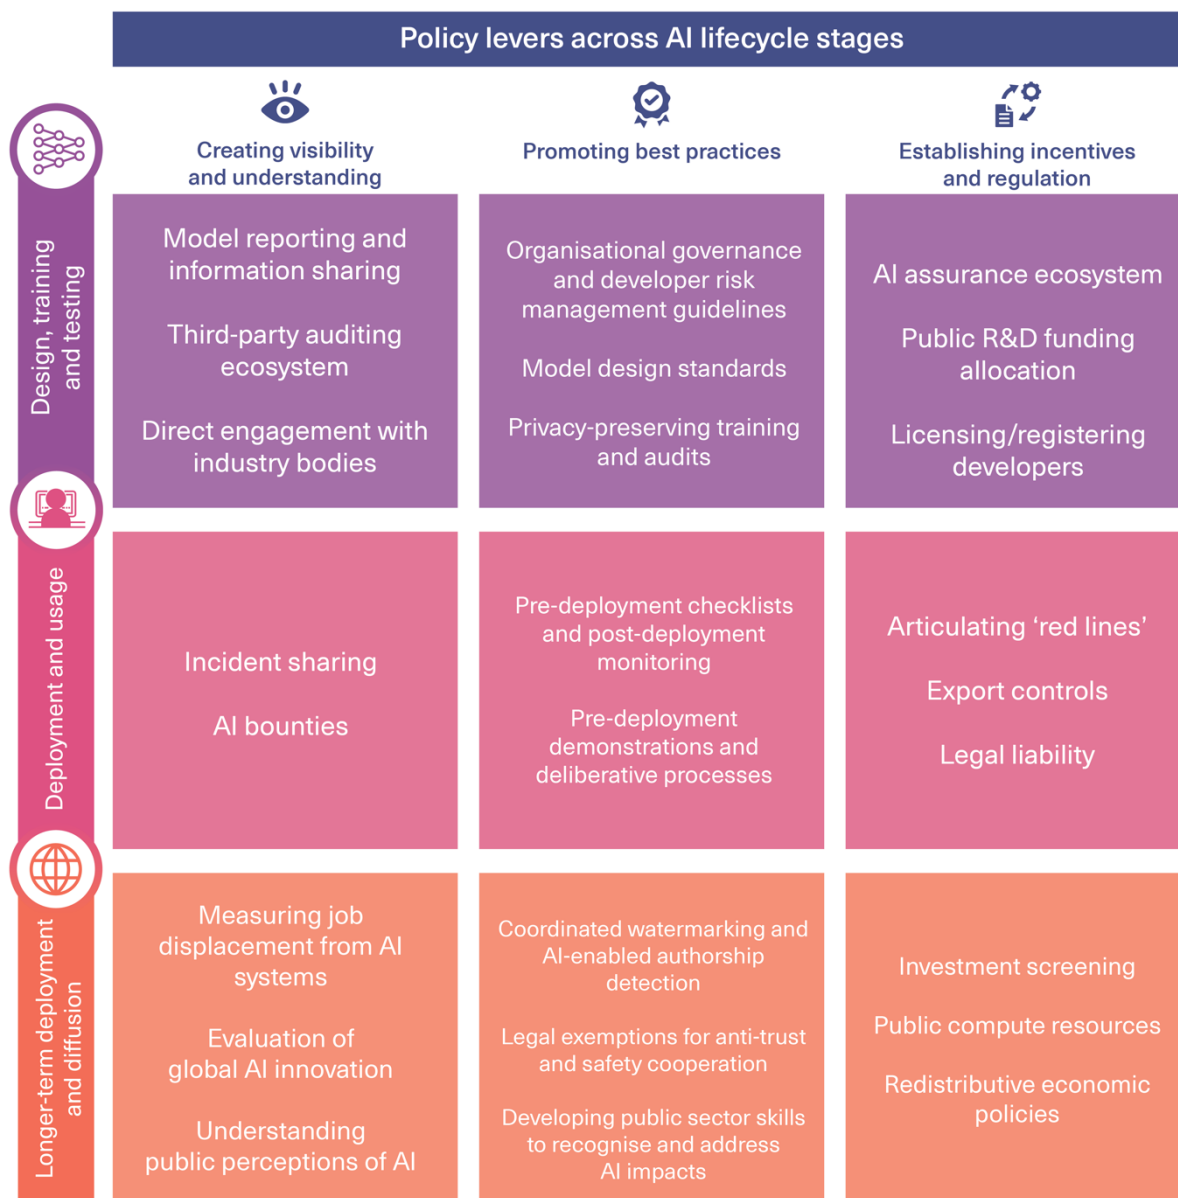 Policy levers across AI lifecycle stages
Creating visibility
and understanding
Promoting best practices
Establishing incentives
and regulation
Design, training
and testing
Model reporting and
information sharing
Third-party auditing
ecosystem
Direct engagement with
industry bodies
Organisational governance
and developer risk
management guidelines
Model design standards
Privacy-preserving training
and audits
AI assurance ecosystem
Public R&D funding
allocation
Licensing/registering
developers
Deployment and usage
Incident sharing
AI bounties
Pre-deployment checklists
and post-deployment
monitoring
Pre-deployment
demonstrations and
deliberative processes
Articulating ‘red lines’
Export controls
Legal liability
Longer-term deployment
and diffusion
Measuring job
displacement from AI
systems
Evaluation of
global AI innovation
Understanding
public perceptions of AI
Coordinated watermarking and
AI-enabled authorship
detection
Legal exemptions for anti-trust
and safety cooperation
Developing public sector skills
to recognise and address
AI impacts
Investment screening
Public compute resources
Redistributive economic
policies